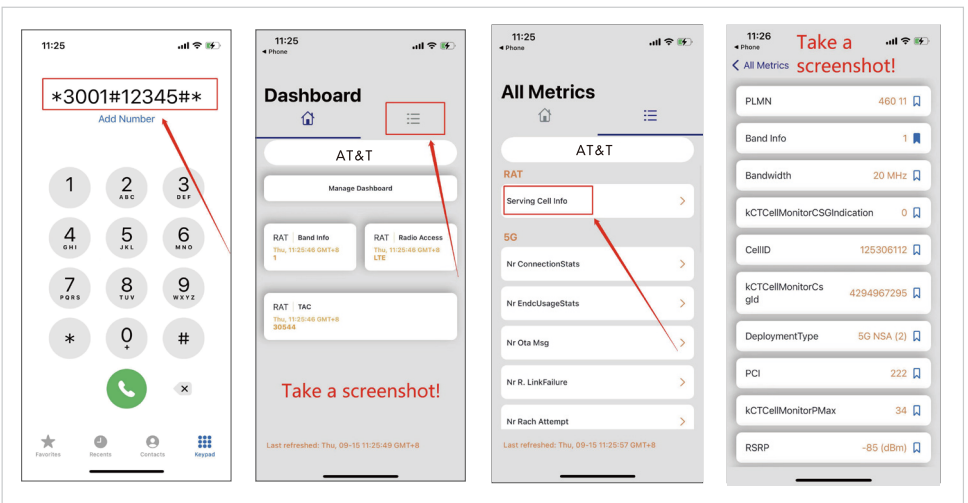 11:25
*3001#12345#*
Add Number
1
2
ABC
3
DEF
4
GHI
5
JKL
6
MNO
7
PQRS
8
TUV
9
WXYZ
*
0
+
#
Favorites
Recents
Contacts
Keypad
11:25
◀ Phone
Dashboard
AT&T
Manage Dashboard
RAT | Band Info
Thu, 11:25:46 GMT+8
1
RAT | Radio Access
Thu, 11:25:46 GMT+8
LTE
RAT | TAC
Thu, 11:25:46 GMT+8
30544
Take a screenshot!
Last refreshed: Thu, 09-15 11:25:49 GMT+8
11:25
◀ Phone
All Metrics
AT&T
RAT
Serving Cell Info
5G
Nr ConnectionStats
Nr EndcUsageStats
Nr Ota Msg
Nr R. LinkFailure
Nr Rach Attempt
Last refreshed: Thu, 09-15 11:25:57 GMT+8
11:26
◀ Phone
All Metrics
Take a
screenshot!
PLMN 460 11
Band Info 1
Bandwidth 20 MHz
kCTCellMonitorCSGIndication 0
CellID 125306112
kCTCellMonitorCs
gId 4294967295
DeploymentType 5G NSA (2)
PCI 222
kCTCellMonitorPMax 34
RSRP -85 (dBm)